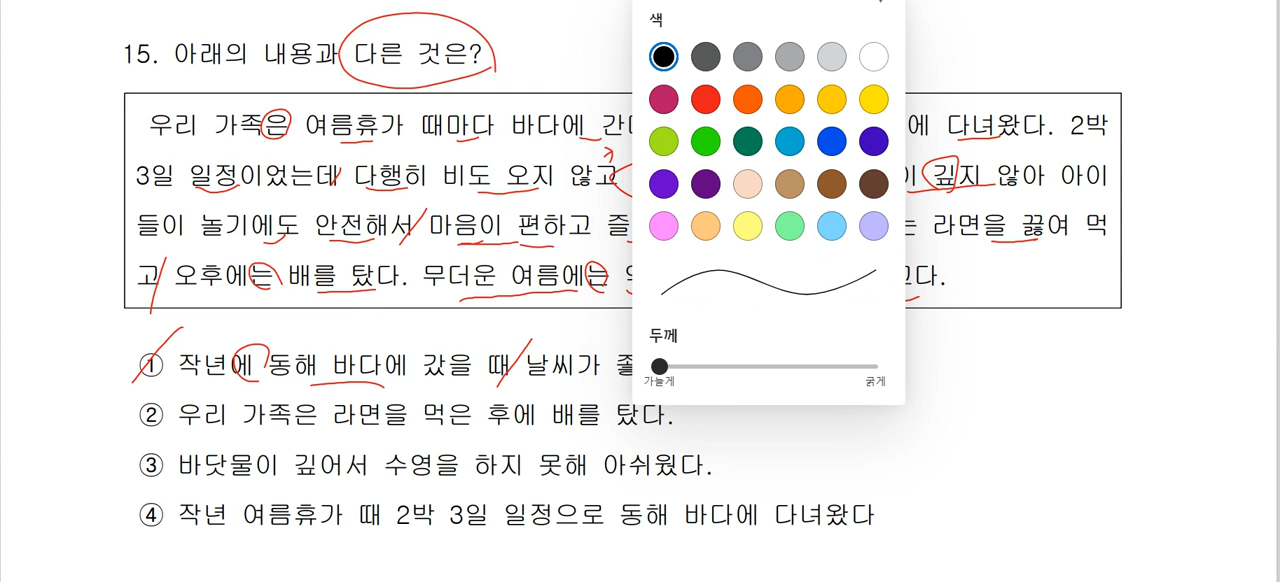 15. 아래의 내용과 다른 것은?
우리 가족은 여름휴가 때마다 바다에 에 다녀왔다. 2박
3일 일정이었는데 다행히 비도 오지 않고 깊지 않아 아이
들이 놀기에도 안전해서 마음이 편하고 라면을 끓여 먹
고 오후에는 배를 탔다. 무더운 여름에는
① 작년에 동해 바다에 갔을 때 날씨가
② 우리 가족은 라면을 먹은 후에 배를 탔다.
③ 바닷물이 깊어서 수영을 하지 못해 아쉬웠다.
④ 작년 여름휴가 때 2박 3일 일정으로 동해 바다에 다녀왔다
색
두께
가늘게
굵게